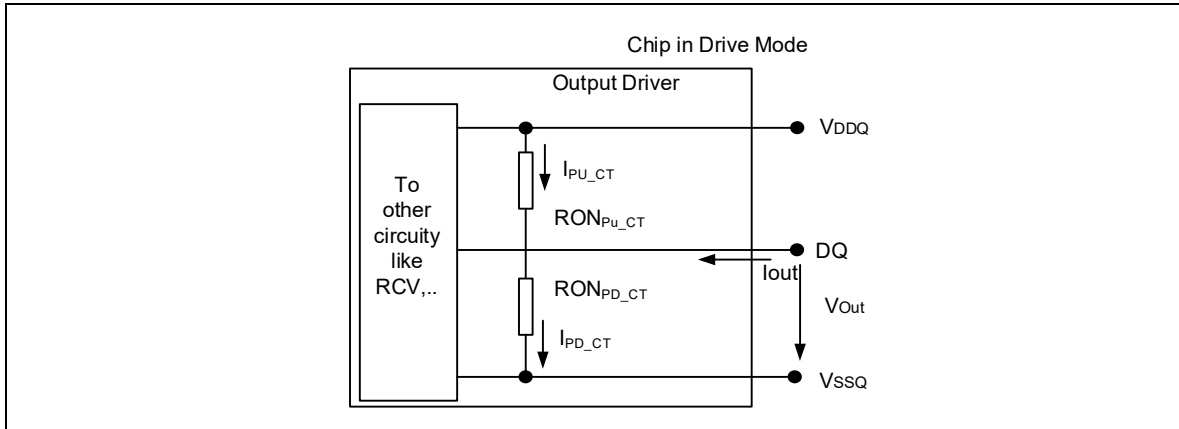 Chip in Drive Mode
Output Driver
VDDQ
IPU_CT
To
other
circuity
like
RCV,..
RONPu_CT
DQ
Iout
RONPD_CT
VOut
IPD_CT
VSSQ